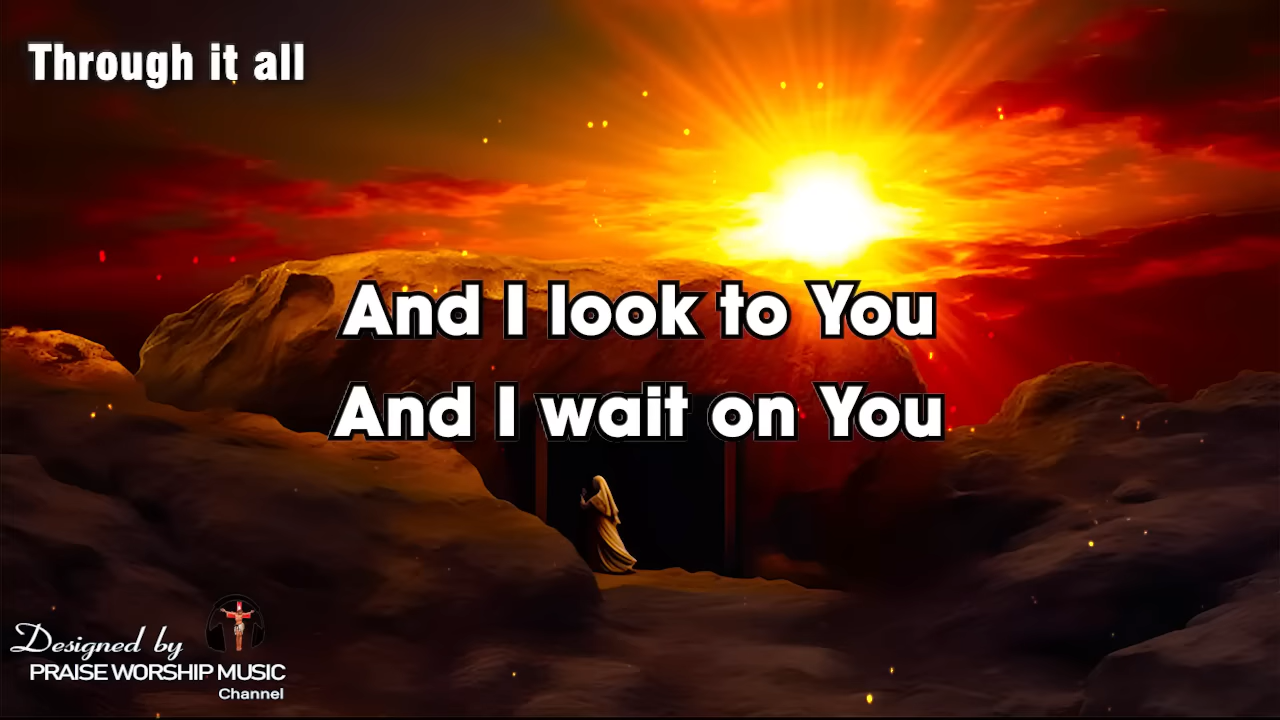 Through it all
And I look to You
And I wait on You
Designed by
PRAISE WORSHIP MUSIC
Channel